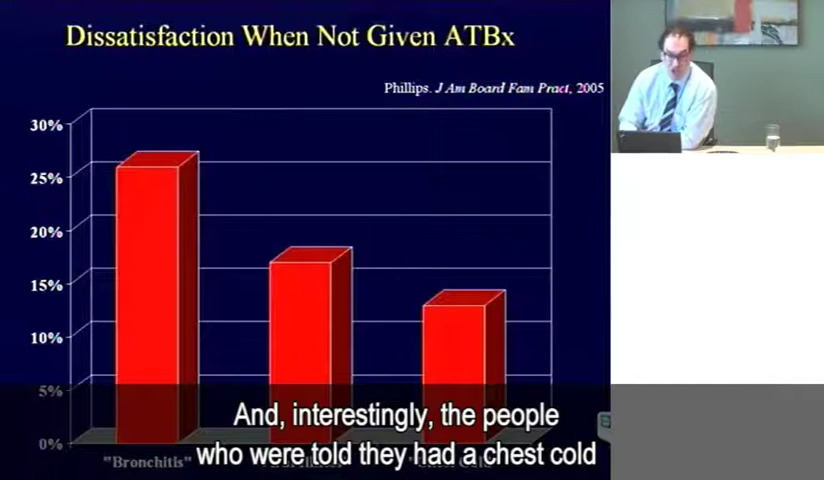 Dissatisfaction When Not Given ATBx
Phillips. J Am Board Fam Pract, 2005
30%
25%
20%
15%
10%
5%
0%
"Bronchitis"
And, interestingly, the people
who were told they had a chest cold